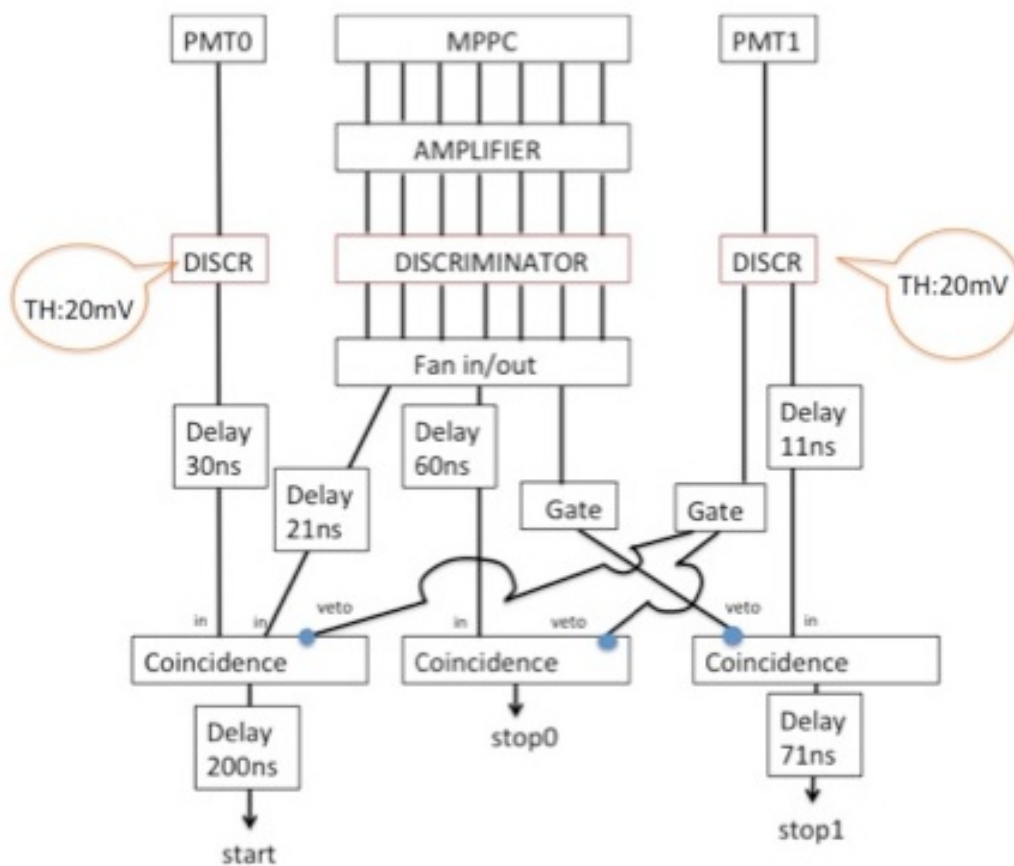 PMT0
MPPC
PMT1
AMPLIFIER
DISCR
DISCRIMINATOR
DISCR
TH:20mV
TH:20mV
Fan in/out
Delay
30ns
Delay
60ns
Delay
11ns
Delay
21ns
Gate
Gate
in
in
veto
in
veto
veto
in
Coincidence
Coincidence
Coincidence
Delay
200ns
stop0
Delay
71ns
start
stop1